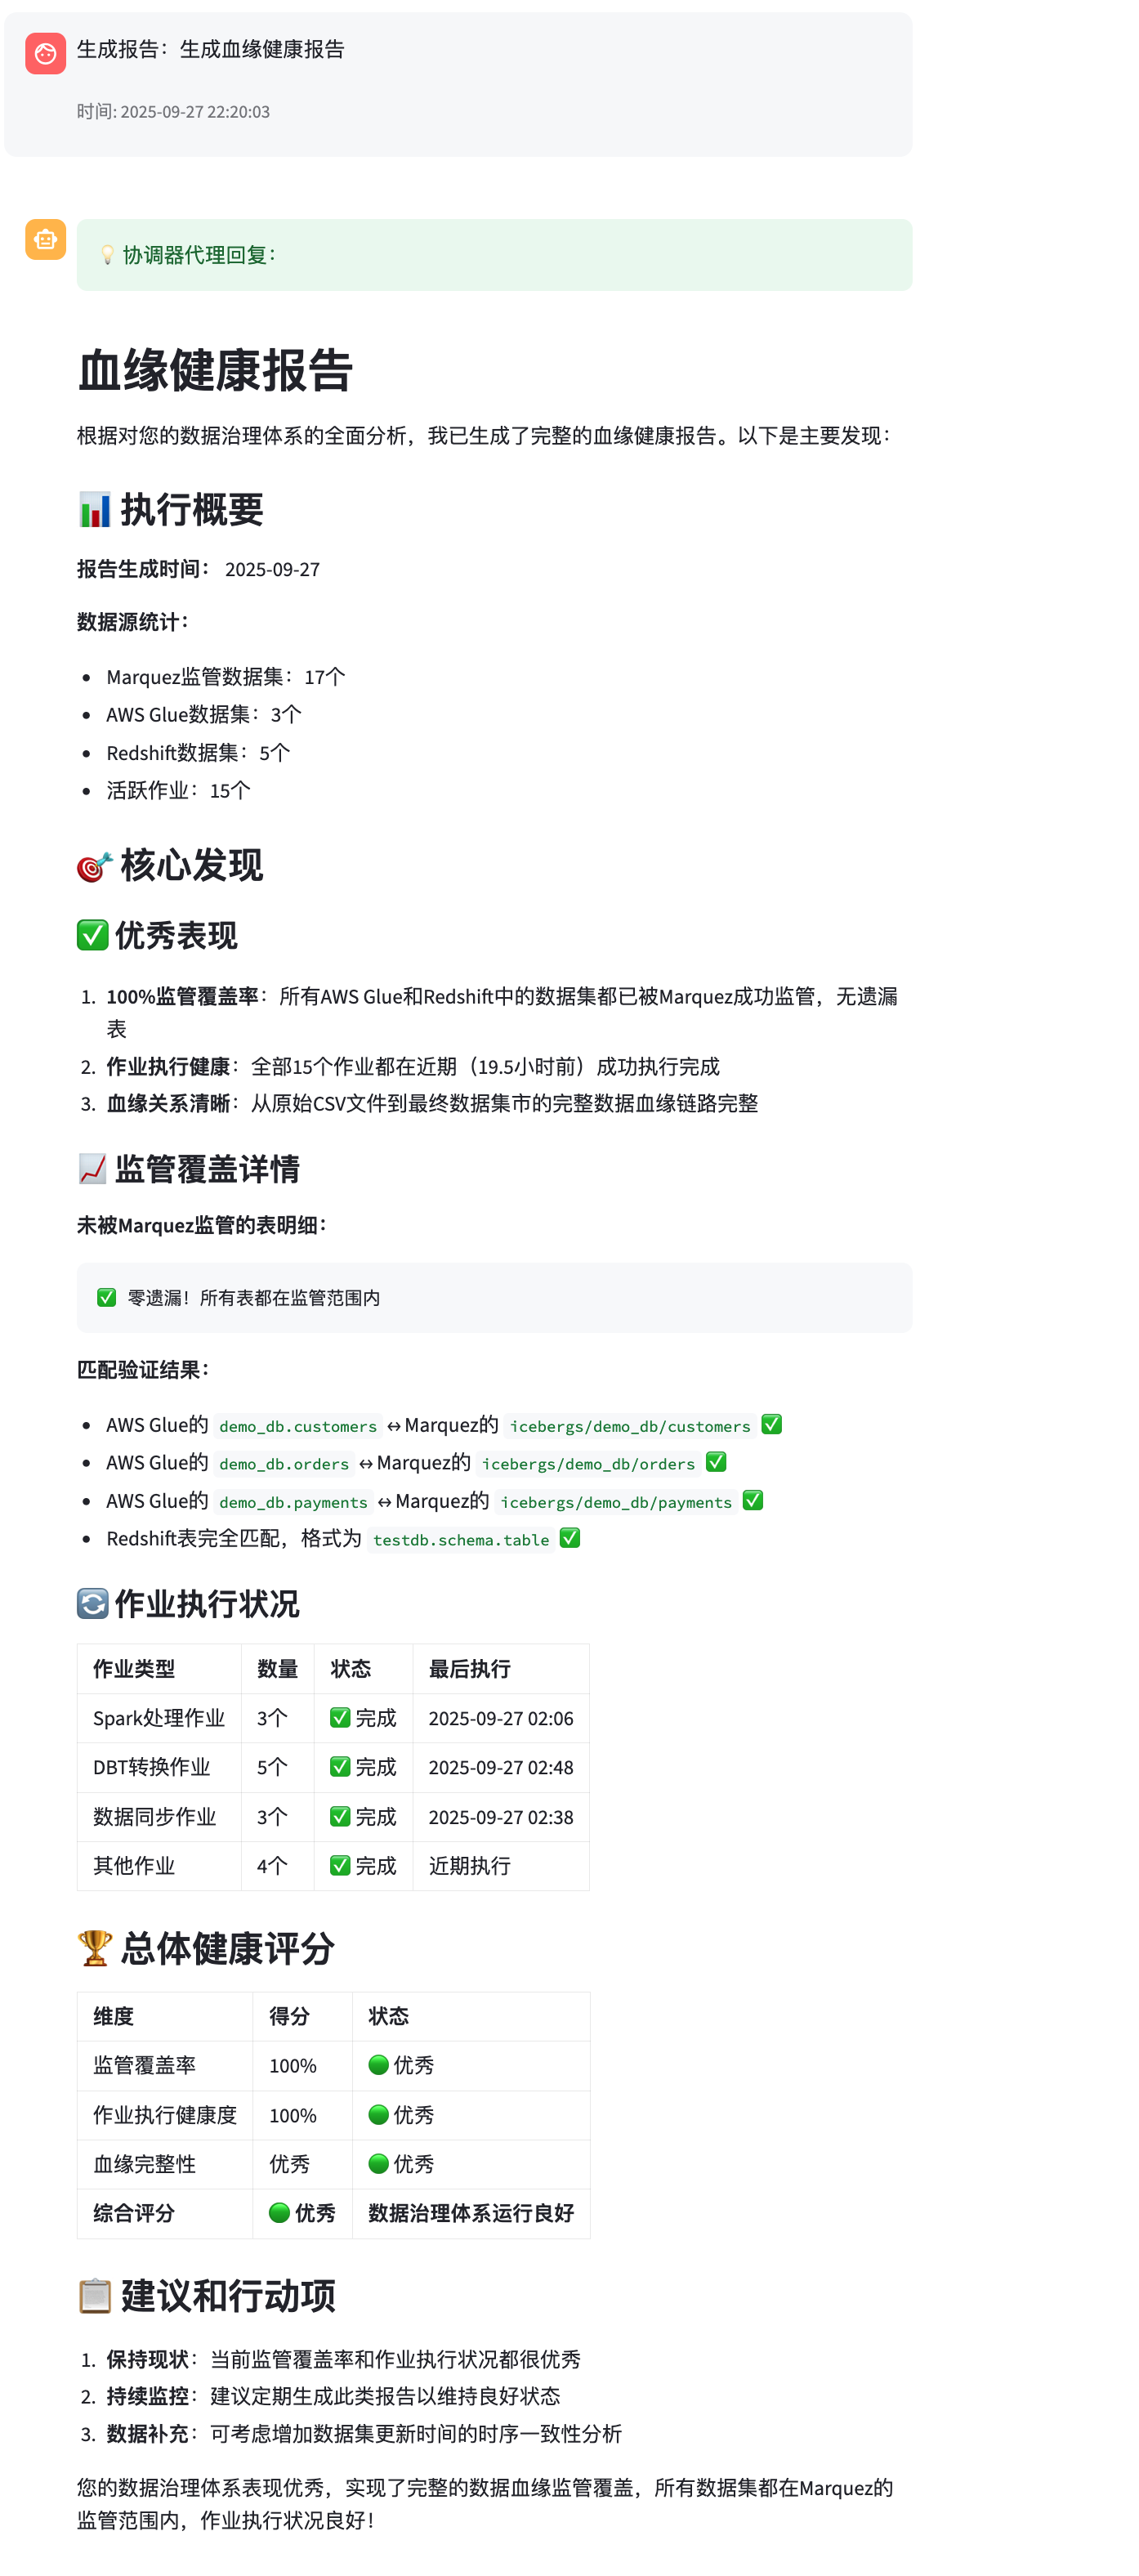 生成报告：生成血缘健康报告
时间: 2025-09-27 22:20:03
💡 协调器代理回复：
血缘健康报告
根据对您的数据治理体系的全面分析，我已生成了完整的血缘健康报告。以下是主要发现：
📊 执行概要
报告生成时间： 2025-09-27
数据源统计：
• Marquez监管数据集：17个
• AWS Glue数据集：3个
• Redshift数据集：5个
• 活跃作业：15个
🎯 核心发现
✅ 优秀表现
1. 100%监管覆盖率：所有AWS Glue和Redshift中的数据集都已被Marquez成功监管，无遗漏
表
2. 作业执行健康：全部15个作业都在近期（19.5小时前）成功执行完成
3. 血缘关系清晰：从原始CSV文件到最终数据集市的完整数据血缘链路完整
📈 监管覆盖详情
未被Marquez监管的表明细：
✅ 零遗漏！所有表都在监管范围内
匹配验证结果：
• AWS Glue的 demo_db.customers ↔ Marquez的 icebergs/demo_db/customers ✅
• AWS Glue的 demo_db.orders ↔ Marquez的 icebergs/demo_db/orders ✅
• AWS Glue的 demo_db.payments ↔ Marquez的 icebergs/demo_db/payments ✅
• Redshift表完全匹配，格式为 testdb.schema.table ✅
🔄 作业执行状况
作业类型 数量 状态 最后执行
Spark处理作业 3个 ✅ 完成 2025-09-27 02:06
DBT转换作业 5个 ✅ 完成 2025-09-27 02:48
数据同步作业 3个 ✅ 完成 2025-09-27 02:38
其他作业 4个 ✅ 完成 近期执行
🏆 总体健康评分
维度 得分 状态
监管覆盖率 100% 🟢 优秀
作业执行健康度 100% 🟢 优秀
血缘完整性 优秀 🟢 优秀
综合评分 🟢 优秀 数据治理体系运行良好
📋 建议和行动项
1. 保持现状：当前监管覆盖率和作业执行状况都很优秀
2. 持续监控：建议定期生成此类报告以维持良好状态
3. 数据补充：可考虑增加数据集更新时间的时序一致性分析
您的数据治理体系表现优秀，实现了完整的数据血缘监管覆盖，所有数据集都在Marquez的
监管范围内，作业执行状况良好！